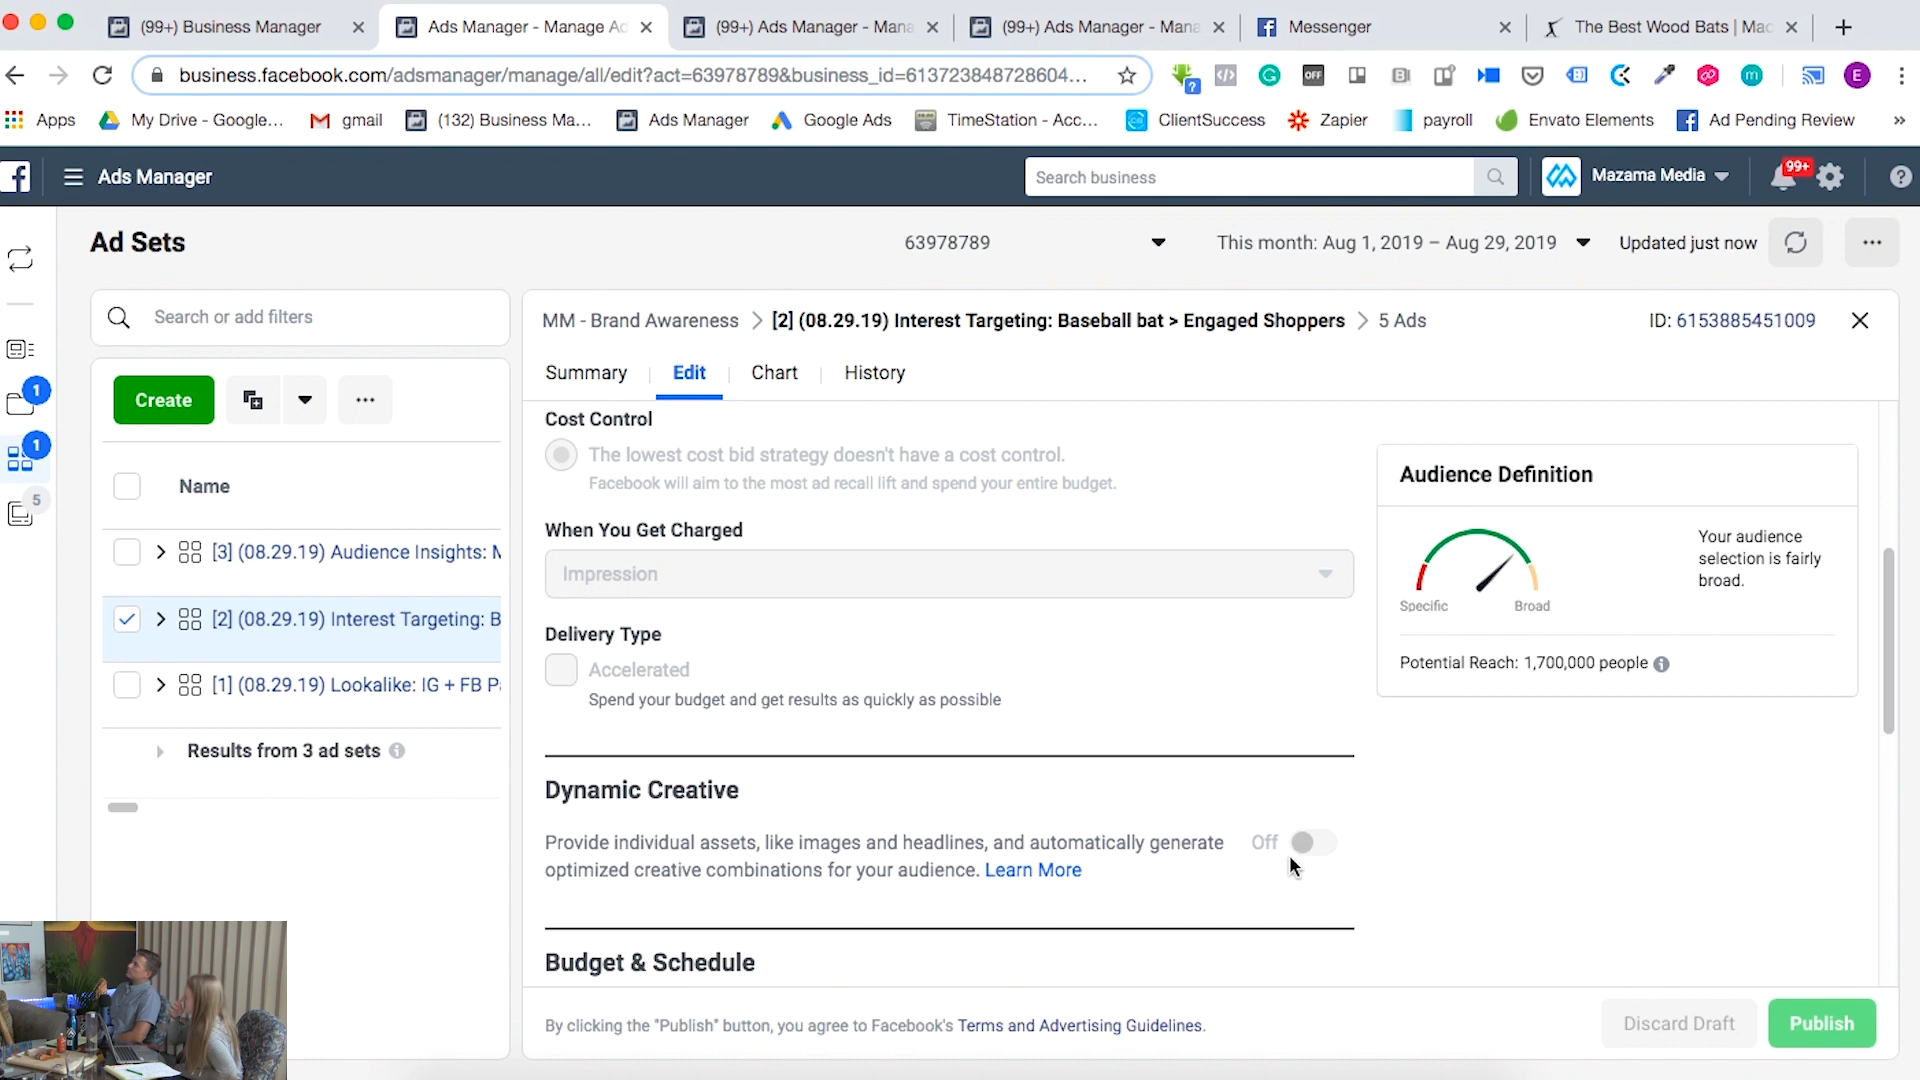 (99+) Business Manager
Ads Manager - Manage Ad
(99+) Ads Manager - Mana
(99+) Ads Manager - Mana
Messenger
The Best Wood Bats | Mac
business.facebook.com/adsmanager/manage/all/edit?act=63978789&business_id=613723848728604...
OFF
E
Apps
My Drive - Google...
gmail
(132) Business Ma...
Ads Manager
Google Ads
TimeStation - Acc...
ClientSuccess
Zapier
payroll
Envato Elements
Ad Pending Review
»
Ads Manager
Search business
Mazama Media
99+
Ad Sets
63978789
This month: Aug 1, 2019 – Aug 29, 2019
Updated just now
Search or add filters
MM - Brand Awareness > [2] (08.29.19) Interest Targeting: Baseball bat > Engaged Shoppers > 5 Ads
ID: 6153885451009
Summary
Edit
Chart
History
1
1
5
Create
Name
[3] (08.29.19) Audience Insights: M
[2] (08.29.19) Interest Targeting: B
[1] (08.29.19) Lookalike: IG + FB P
Results from 3 ad sets
Cost Control
The lowest cost bid strategy doesn't have a cost control.
Facebook will aim to the most ad recall lift and spend your entire budget.
When You Get Charged
Impression
Delivery Type
Accelerated
Spend your budget and get results as quickly as possible
Dynamic Creative
Provide individual assets, like images and headlines, and automatically generate
optimized creative combinations for your audience. Learn More
Off
Budget & Schedule
Audience Definition
Specific
Broad
Your audience
selection is fairly
broad.
Potential Reach: 1,700,000 people
By clicking the "Publish" button, you agree to Facebook's Terms and Advertising Guidelines.
Discard Draft
Publish